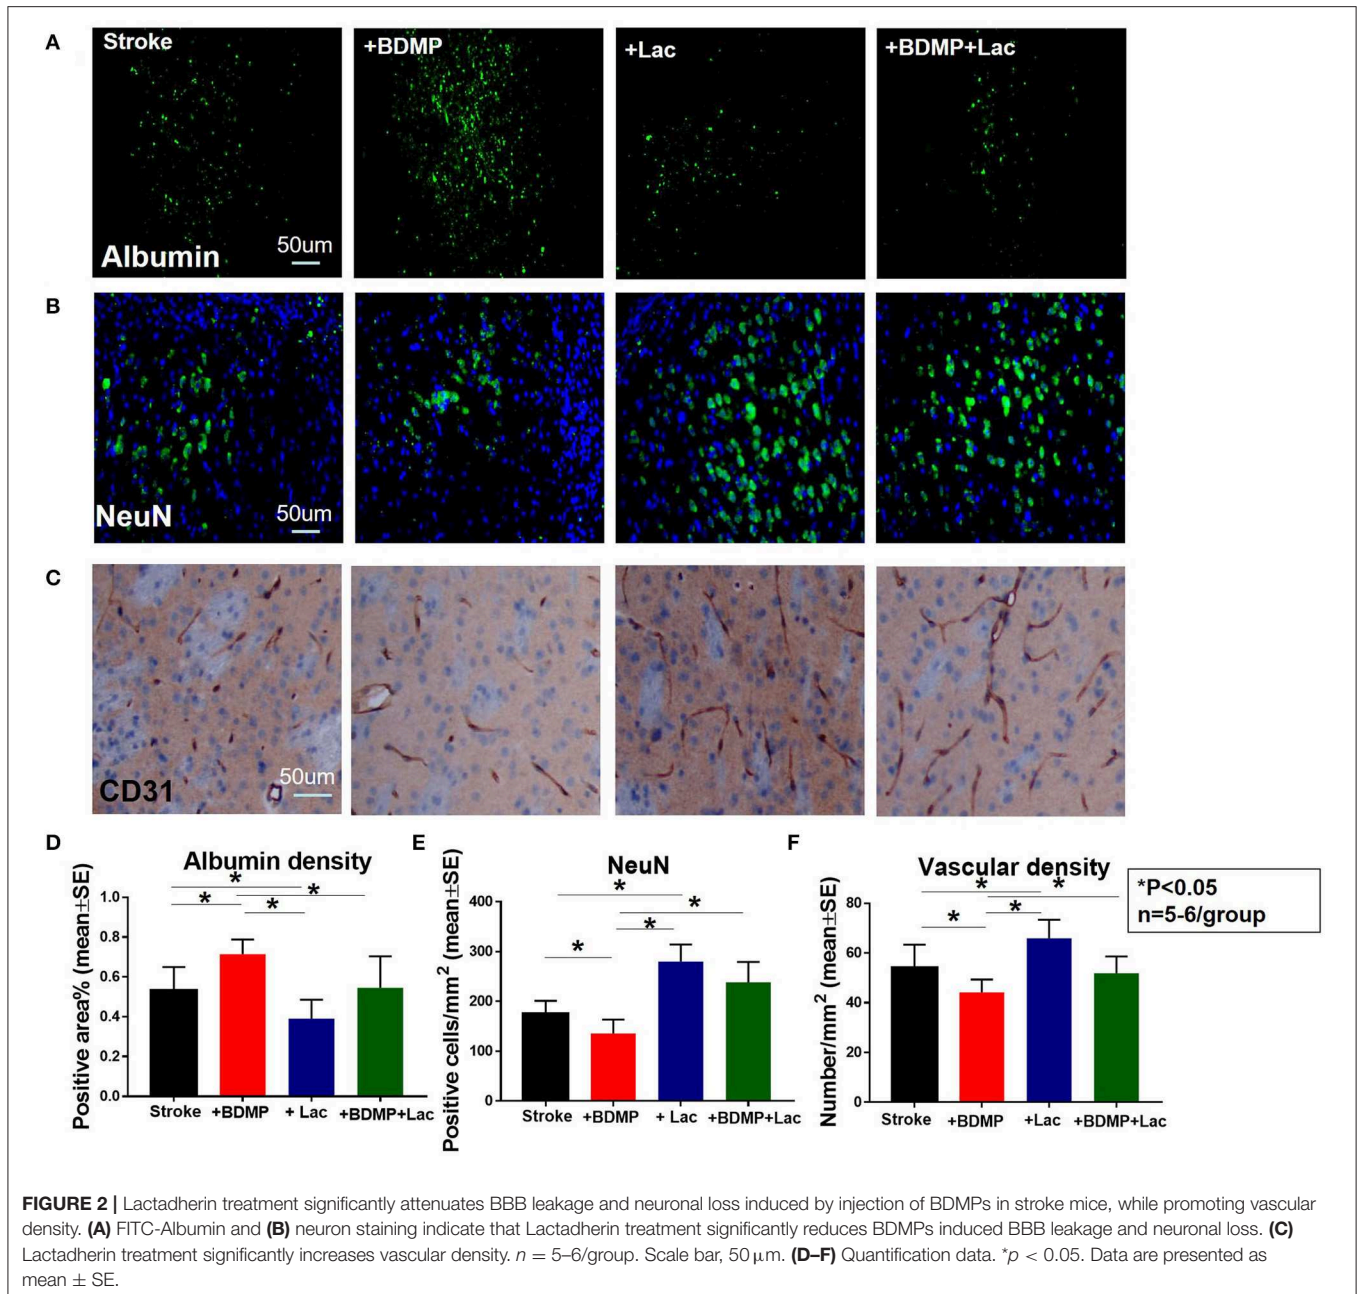 A
Stroke
+BDMP
+Lac
+BDMP+Lac
Albumin
50um
B
NeuN
50um
C
CD31
50um
D
Albumin density
Positive area% (mean±SE)
1.0
0.8
0.6
0.4
0.2
0.0
* * * * *
Stroke +BDMP + Lac +BDMP+Lac
E
NeuN
Positive cells/mm² (mean±SE)
400
300
200
100
0
* * * *
Stroke +BDMP + Lac +BDMP+Lac
F
Vascular density
Number/mm² (mean±SE)
80
60
40
20
0
* * * *
Stroke +BDMP +Lac +BDMP+Lac
*P<0.05
n=5-6/group
FIGURE 2 | Lactadherin treatment significantly attenuates BBB leakage and neuronal loss induced by injection of BDMPs in stroke mice, while promoting vascular
density. (A) FITC-Albumin and (B) neuron staining indicate that Lactadherin treatment significantly reduces BDMPs induced BBB leakage and neuronal loss. (C)
Lactadherin treatment significantly increases vascular density. n = 5–6/group. Scale bar, 50 µm. (D–F) Quantification data. *p < 0.05. Data are presented as
mean ± SE.